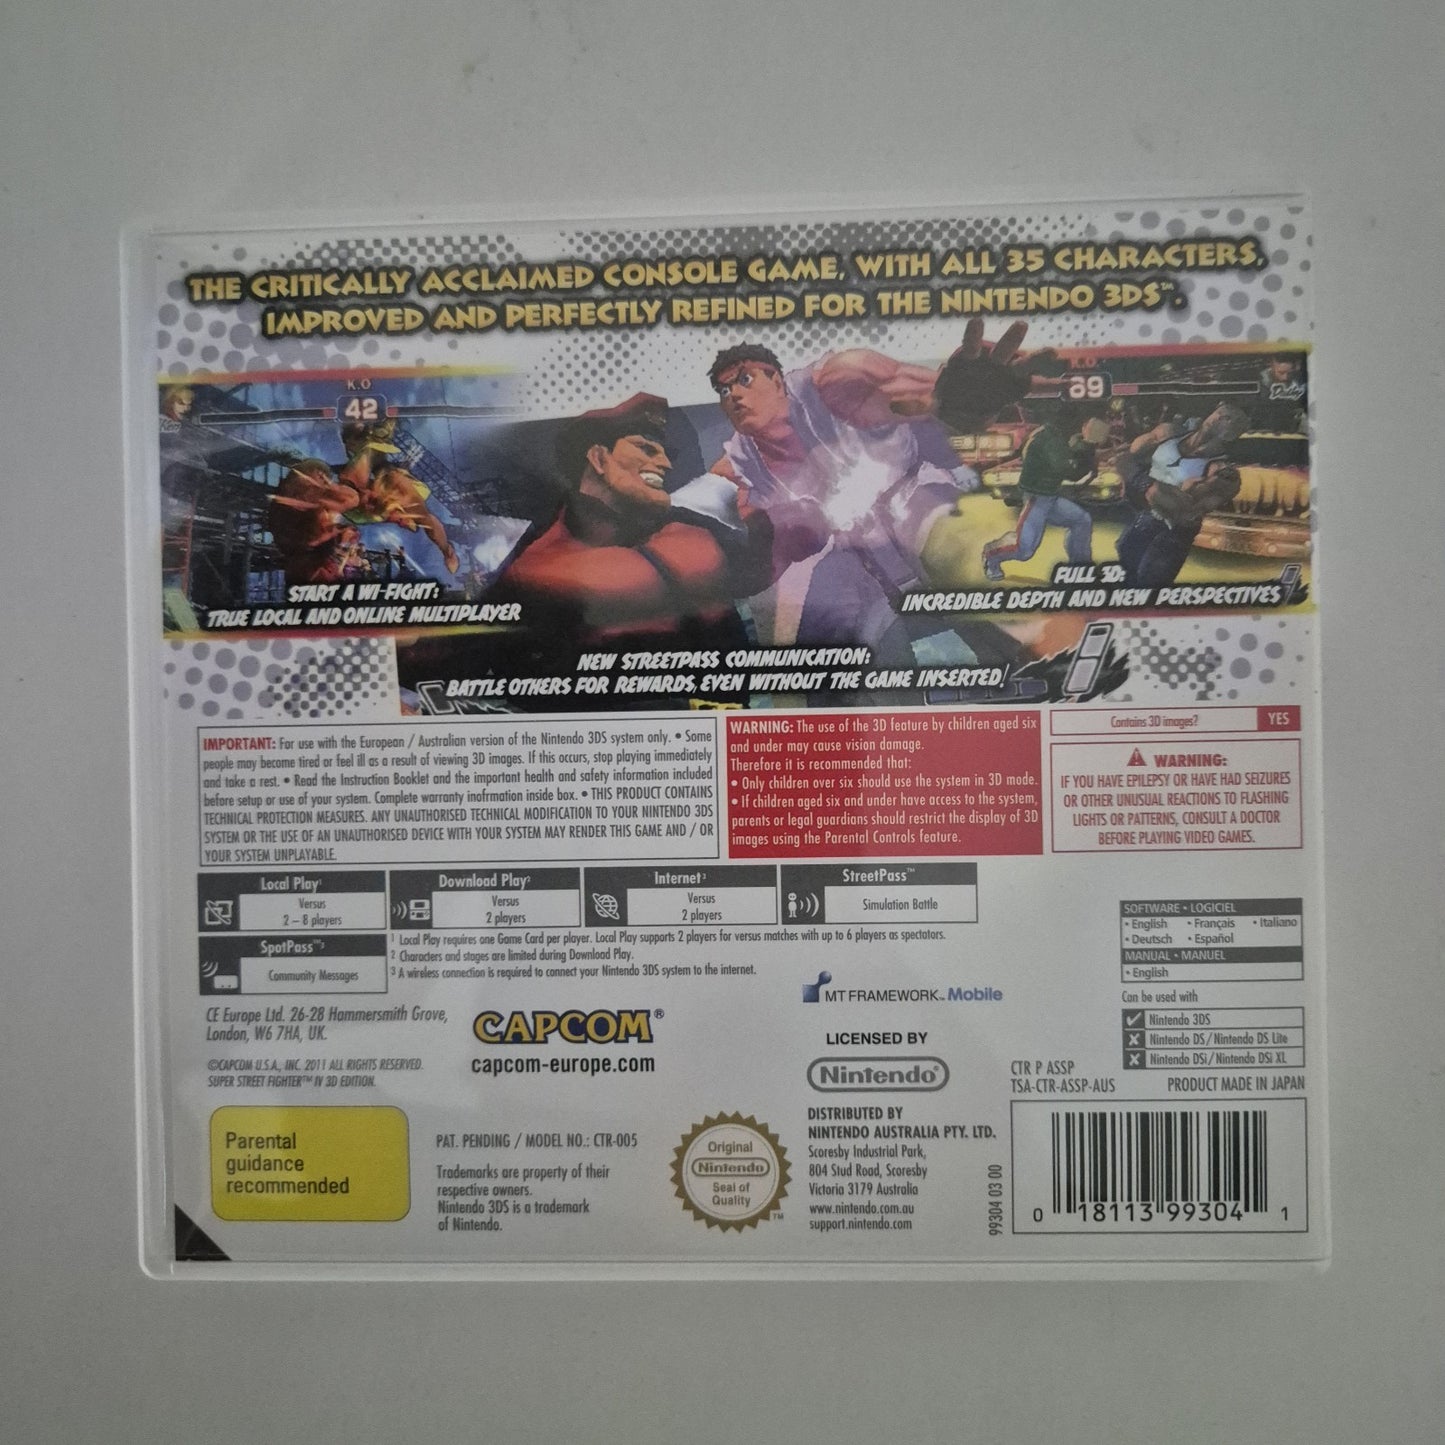 THE CRITICALLY ACCLAIMED CONSOLE GAME, WITH ALL 35 CHARACTERS,
IMPROVED AND PERFECTLY REFINED FOR THE NINTENDO 3DS™.
K.O
42
Ken
K.O
89
Dudley
START A WI-FIGHT:
TRUE LOCAL AND ONLINE MULTIPLAYER
FULL 3D:
INCREDIBLE DEPTH AND NEW PERSPECTIVES
NEW STREETPASS COMMUNICATION:
BATTLE OTHERS FOR REWARDS, EVEN WITHOUT THE GAME INSERTED!
IMPORTANT: For use with the European / Australian version of the Nintendo 3DS system only. • Some
people may become tired or feel ill as a result of viewing 3D images. If this occurs, stop playing immediately
and take a rest. • Read the Instruction Booklet and the important health and safety information included
before setup or use of your system. Complete warranty inofrmation inside box. • THIS PRODUCT CONTAINS
TECHNICAL PROTECTION MEASURES. ANY UNAUTHORISED TECHNICAL MODIFICATION TO YOUR NINTENDO 3DS
SYSTEM OR THE USE OF AN UNAUTHORISED DEVICE WITH YOUR SYSTEM MAY RENDER THIS GAME AND / OR
YOUR SYSTEM UNPLAYABLE.
WARNING: The use of the 3D feature by children aged six
and under may cause vision damage.
Therefore it is recommended that:
• Only children over six should use the system in 3D mode.
• If children aged six and under have access to the system,
parents or legal guardians should restrict the display of 3D
images using the Parental Controls feature.
Contains 3D images? YES
WARNING:
IF YOU HAVE EPILEPSY OR HAVE HAD SEIZURES
OR OTHER UNUSUAL REACTIONS TO FLASHING
LIGHTS OR PATTERNS, CONSULT A DOCTOR
BEFORE PLAYING VIDEO GAMES.
Local Play¹
Versus
2 – 8 players
Download Play²
Versus
2 players
Internet³
Versus
2 players
StreetPass™
Simulation Battle
SpotPass™³
Community Messages
¹ Local Play requires one Game Card per player. Local Play supports 2 players for versus matches with up to 6 players as spectators.
² Characters and stages are limited during Download Play.
³ A wireless connection is required to connect your Nintendo 3DS system to the internet.
SOFTWARE • LOGICIEL
• English • Français • Italiano
• Deutsch • Español
MANUAL • MANUEL
• English
Can be used with
Nintendo 3DS
Nintendo DS/Nintendo DS Lite
Nintendo DSi/Nintendo DSi XL
CE Europe Ltd. 26-28 Hammersmith Grove,
London, W6 7HA, UK.
©CAPCOM U.S.A., INC. 2011 ALL RIGHTS RESERVED.
SUPER STREET FIGHTER™ IV 3D EDITION.
CAPCOM®
capcom-europe.com
MT FRAMEWORK™ Mobile
LICENSED BY
Nintendo®
CTR P ASSP
TSA-CTR-ASSP-AUS
PRODUCT MADE IN JAPAN
Parental
guidance
recommended
PAT. PENDING / MODEL NO.: CTR-005
Trademarks are property of their
respective owners.
Nintendo 3DS is a trademark
of Nintendo.
Original
Nintendo
Seal of
Quality
™
DISTRIBUTED BY
NINTENDO AUSTRALIA PTY. LTD.
Scoresby Industrial Park,
804 Stud Road, Scoresby
Victoria 3179 Australia
www.nintendo.com.au
support.nintendo.com
99304 03 00
0 18113 99304 1